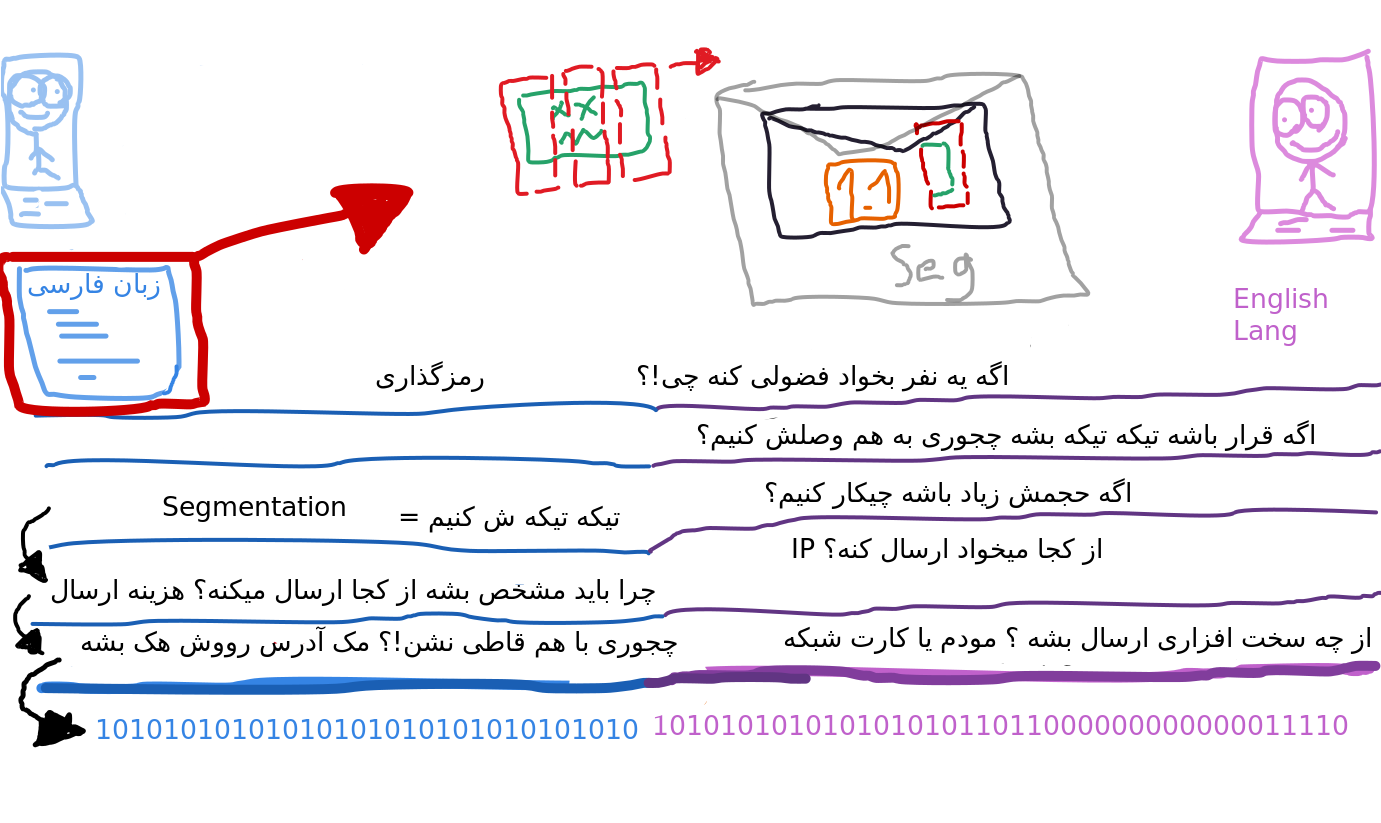 زبان فارسی
1.1
Seg
English
Lang
اگه یه نفر بخواد فضولی کنه چی!؟
رمزگذاری
اگه قرار باشه تیکه تیکه بشه چجوری به هم وصلش کنیم؟
اگه حجمش زیاد باشه چیکار کنیم؟
تیکه تیکه ش کنیم = Segmentation
از کجا میخواد ارسال کنه؟ IP
چرا باید مشخص بشه از کجا ارسال میکنه؟ هزینه ارسال
از چه سخت افزاری ارسال بشه ؟ مودم یا کارت شبکه
چجوری با هم قاطی نشن!؟ مک آدرس رووش هک بشه
10101010101010101010101010101010
10101010101010101011011000000000000011110